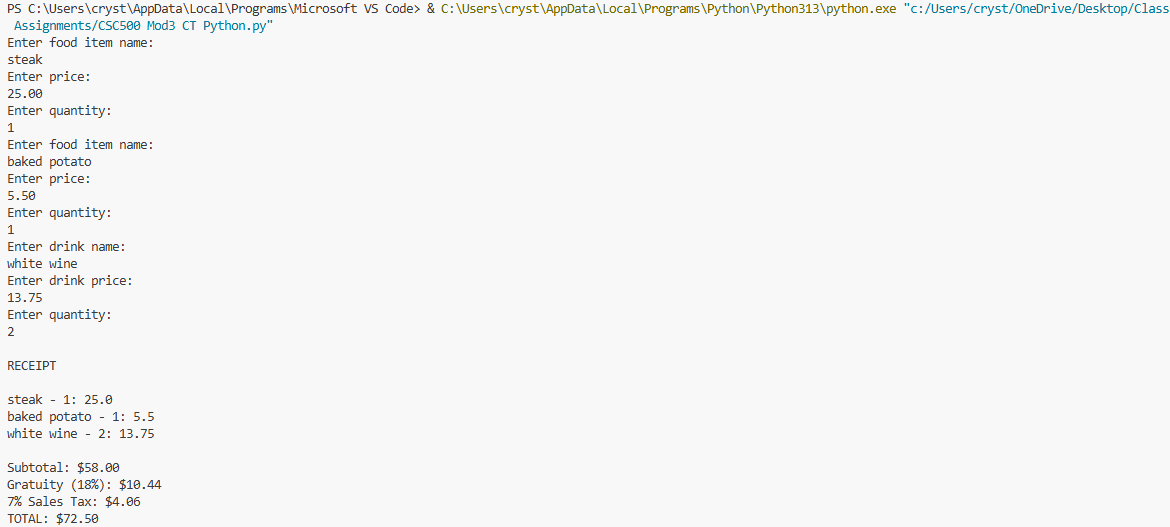 PS C:\Users\cryst\AppData\Local\Programs\Microsoft VS Code> & C:\Users\cryst\AppData\Local\Programs\Python\Python313\python.exe "c:/Users/cryst/OneDrive/Desktop/Class
 Assignments/CSC500 Mod3 CT Python.py"
Enter food item name:
steak
Enter price:
25.00
Enter quantity:
1
Enter food item name:
baked potato
Enter price:
5.50
Enter quantity:
1
Enter drink name:
white wine
Enter drink price:
13.75
Enter quantity:
2

RECEIPT

steak - 1: 25.0
baked potato - 1: 5.5
white wine - 2: 13.75

Subtotal: $58.00
Gratuity (18%): $10.44
7% Sales Tax: $4.06
TOTAL: $72.50